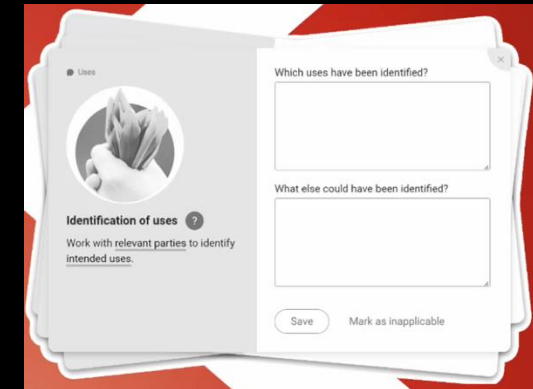 Uses
Identification of uses ?
Work with relevant parties to identify
intended uses.
Which uses have been identified?
What else could have been identified?
Save Mark as inapplicable